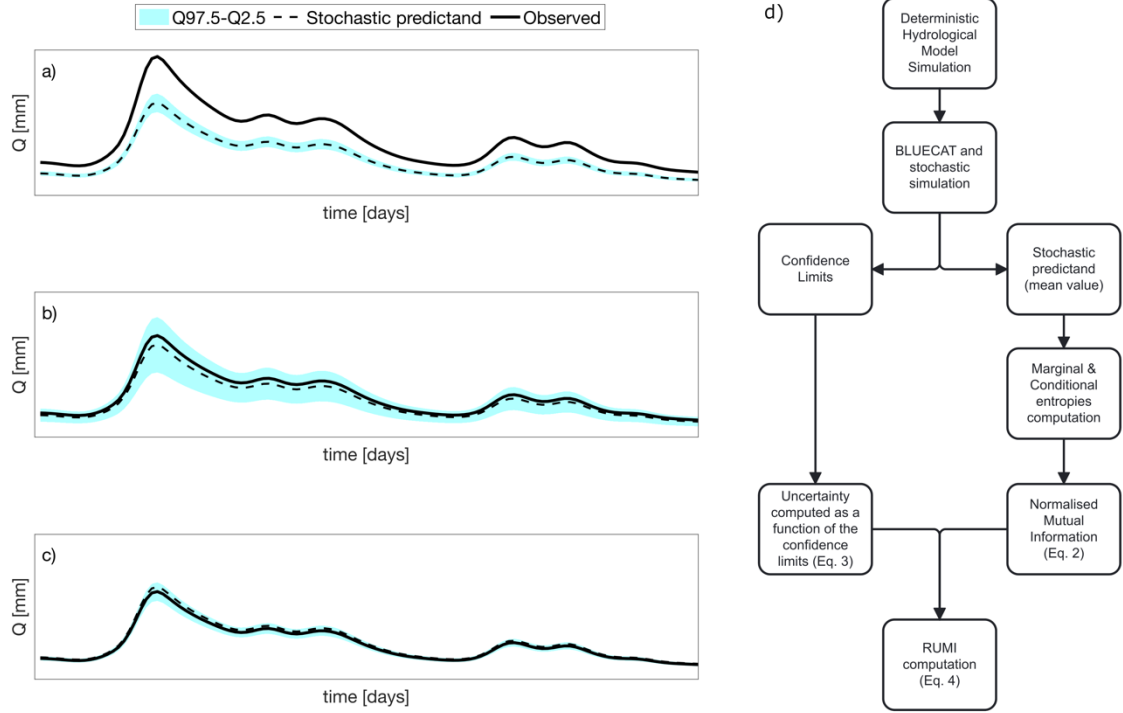 Q97.5-Q2.5 Stochastic predictand Observed
a)
Q [mm]
time [days]
b)
Q [mm]
time [days]
c)
Q [mm]
time [days]
d)
Deterministic
Hydrological
Model
Simulation
BLUECAT and
stochastic
simulation
Confidence
Limits
Stochastic
predictand
(mean value)
Marginal &
Conditional
entropies
computation
Uncertainty
computed as a
function of the
confidence
limits (Eq. 3)
Normalised
Mutual
Information
(Eq. 2)
RUMI
computation
(Eq. 4)